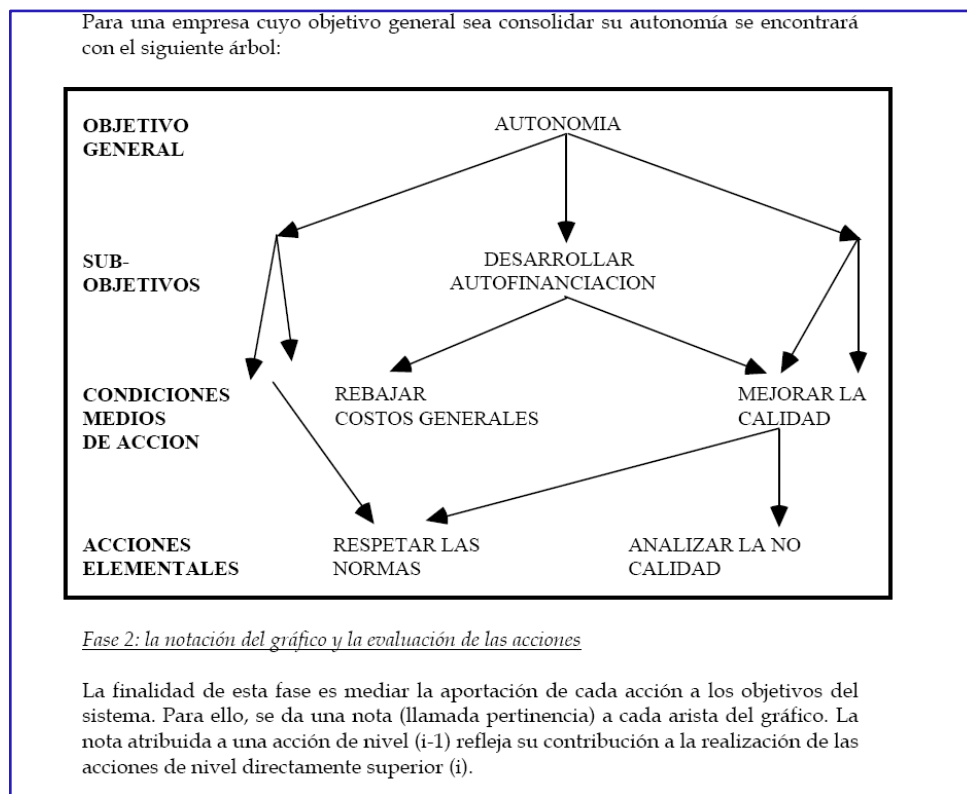 Para una empresa cuyo objetivo general sea consolidar su autonomía se encontrará
con el siguiente árbol:
OBJETIVO
GENERAL
AUTONOMIA
SUB-
OBJETIVOS
DESARROLLAR
AUTOFINANCIACION
CONDICIONES
MEDIOS
DE ACCION
REBAJAR
COSTOS GENERALES
MEJORAR LA
CALIDAD
ACCIONES
ELEMENTALES
RESPETAR LAS
NORMAS
ANALIZAR LA NO
CALIDAD
Fase 2: la notación del gráfico y la evaluación de las acciones
La finalidad de esta fase es mediar la aportación de cada acción a los objetivos del
sistema. Para ello, se da una nota (llamada pertinencia) a cada arista del gráfico. La
nota atribuida a una acción de nivel (i-1) refleja su contribución a la realización de las
acciones de nivel directamente superior (i).